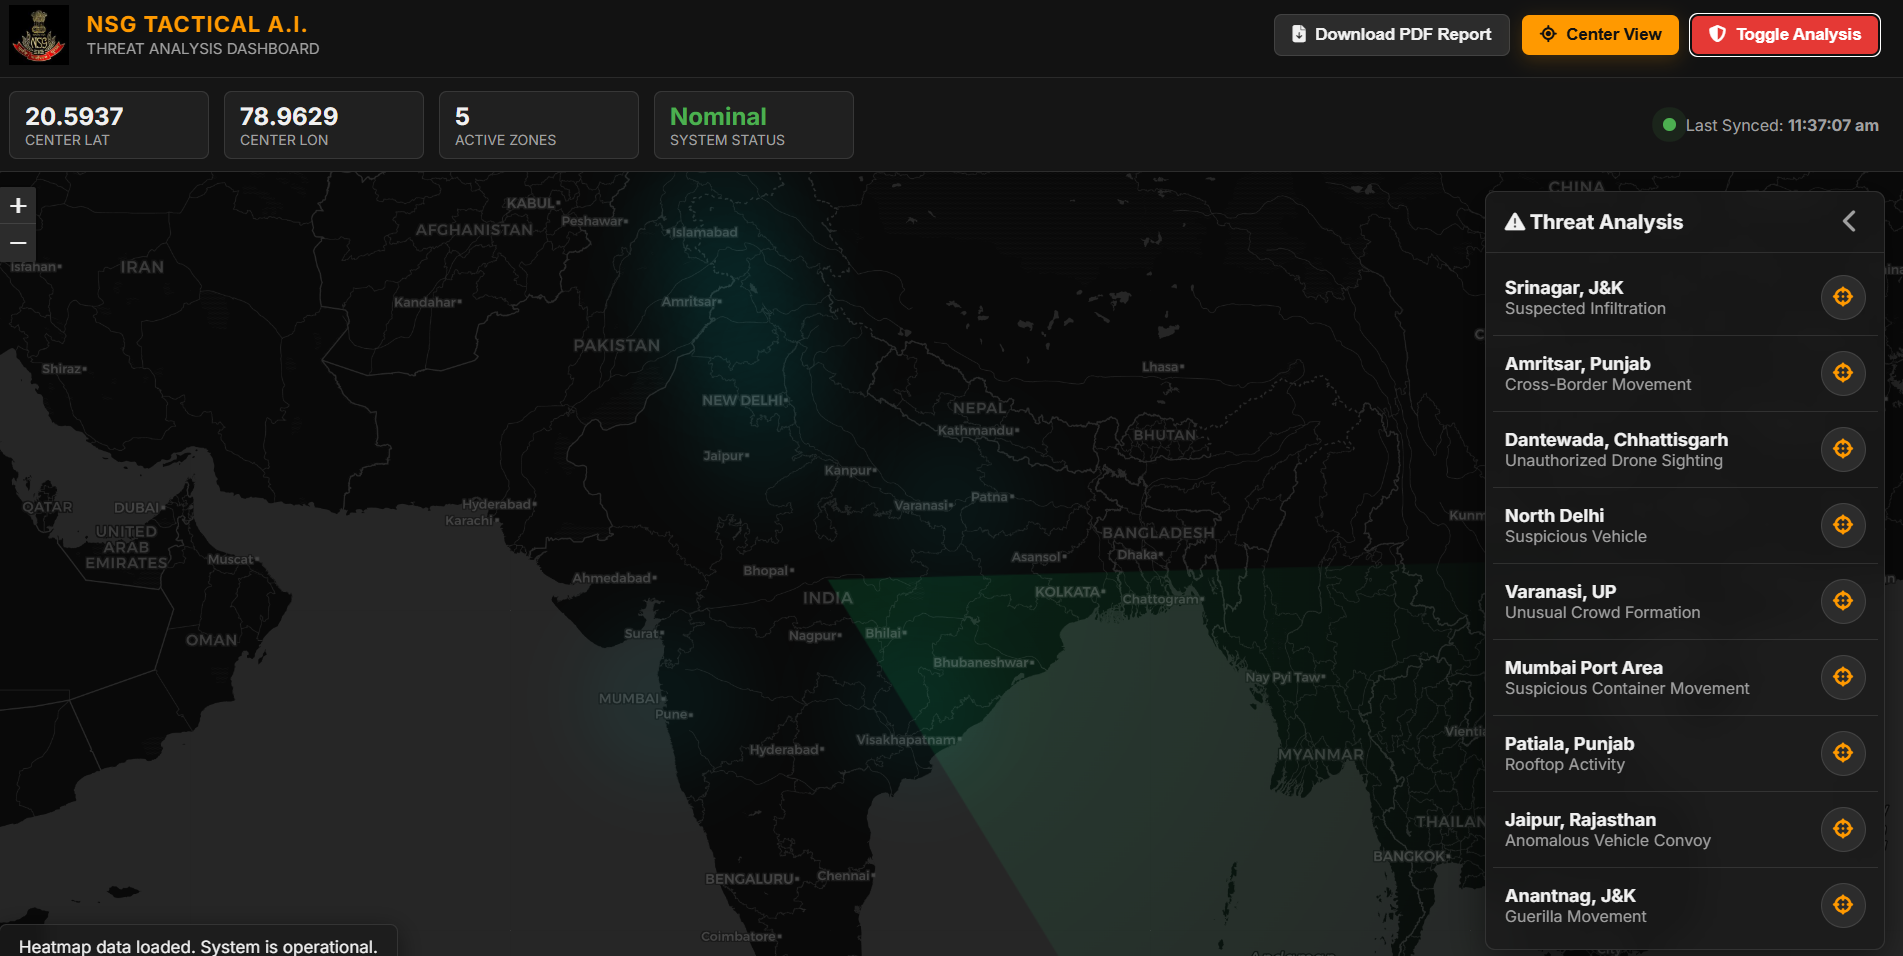 NSG
NSG TACTICAL A.I.
THREAT ANALYSIS DASHBOARD
Download PDF Report
Center View
Toggle Analysis
20.5937
CENTER LAT
78.9629
CENTER LON
5
ACTIVE ZONES
Nominal
SYSTEM STATUS
Last Synced: 11:37:07 am
+
−
CHINA
KABUL
Peshawar
AFGHANISTAN
Islamabad
Isfahan
IRAN
Kandahar
Amritsar
PAKISTAN
Shiraz
Lhasa
NEW DELHI
NEPAL
Kathmandu
BHUTAN
Jaipur
Kanpur
Patna
Varanasi
QATAR
DUBAI
Hyderabad
Karachi
UNITED
ARAB
EMIRATES
BANGLADESH
Dhaka
Asansol
Muscat
Ahmedabad
Bhopal
INDIA
KOLKATA
Chattogram
OMAN
Surat
Nagpur
Bhilai
Bhubaneshwar
Nay Pyi Taw
MUMBAI
Pune
Hyderabad
Visakhapatnam
MYANMAR
Vienti
THAILAN
BANGKOK
BENGALURU
Chennai
Coimbatore
Kunm
Threat Analysis
Srinagar, J&K
Suspected Infiltration
Amritsar, Punjab
Cross-Border Movement
Dantewada, Chhattisgarh
Unauthorized Drone Sighting
North Delhi
Suspicious Vehicle
Varanasi, UP
Unusual Crowd Formation
Mumbai Port Area
Suspicious Container Movement
Patiala, Punjab
Rooftop Activity
Jaipur, Rajasthan
Anomalous Vehicle Convoy
Anantnag, J&K
Guerilla Movement
Heatmap data loaded. System is operational.